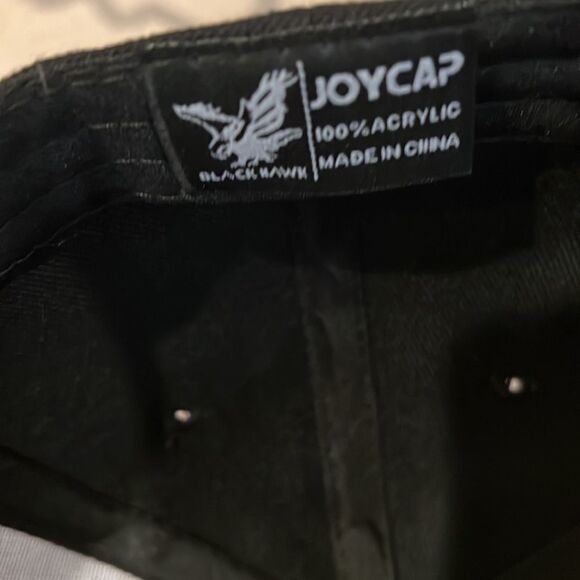 JOYCAP
100% ACRYLIC
MADE IN CHINA
BLACK HAWK